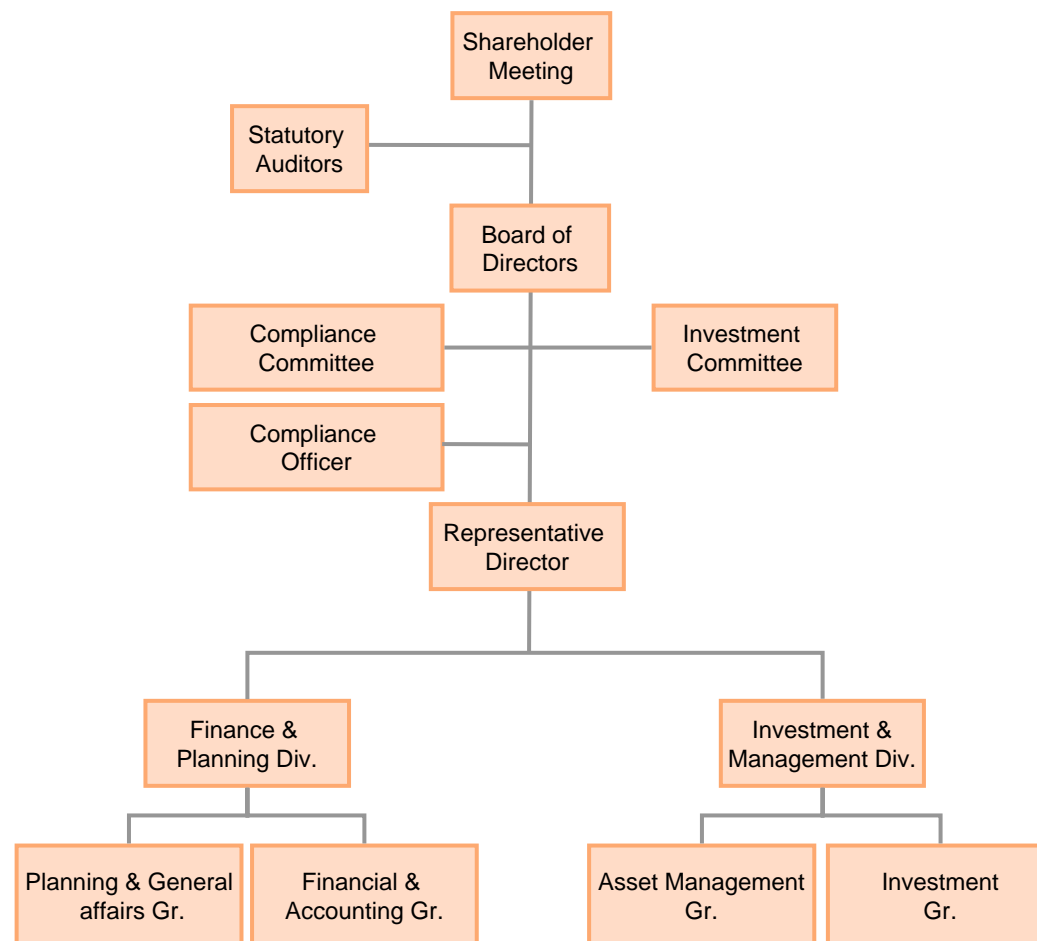 Shareholder
Meeting
Statutory
Auditors
Board of
Directors
Compliance
Committee
Investment
Committee
Compliance
Officer
Representative
Director
Finance &
Planning Div.
Investment &
Management Div.
Planning & General
affairs Gr.
Financial &
Accounting Gr.
Asset Management
Gr.
Investment
Gr.